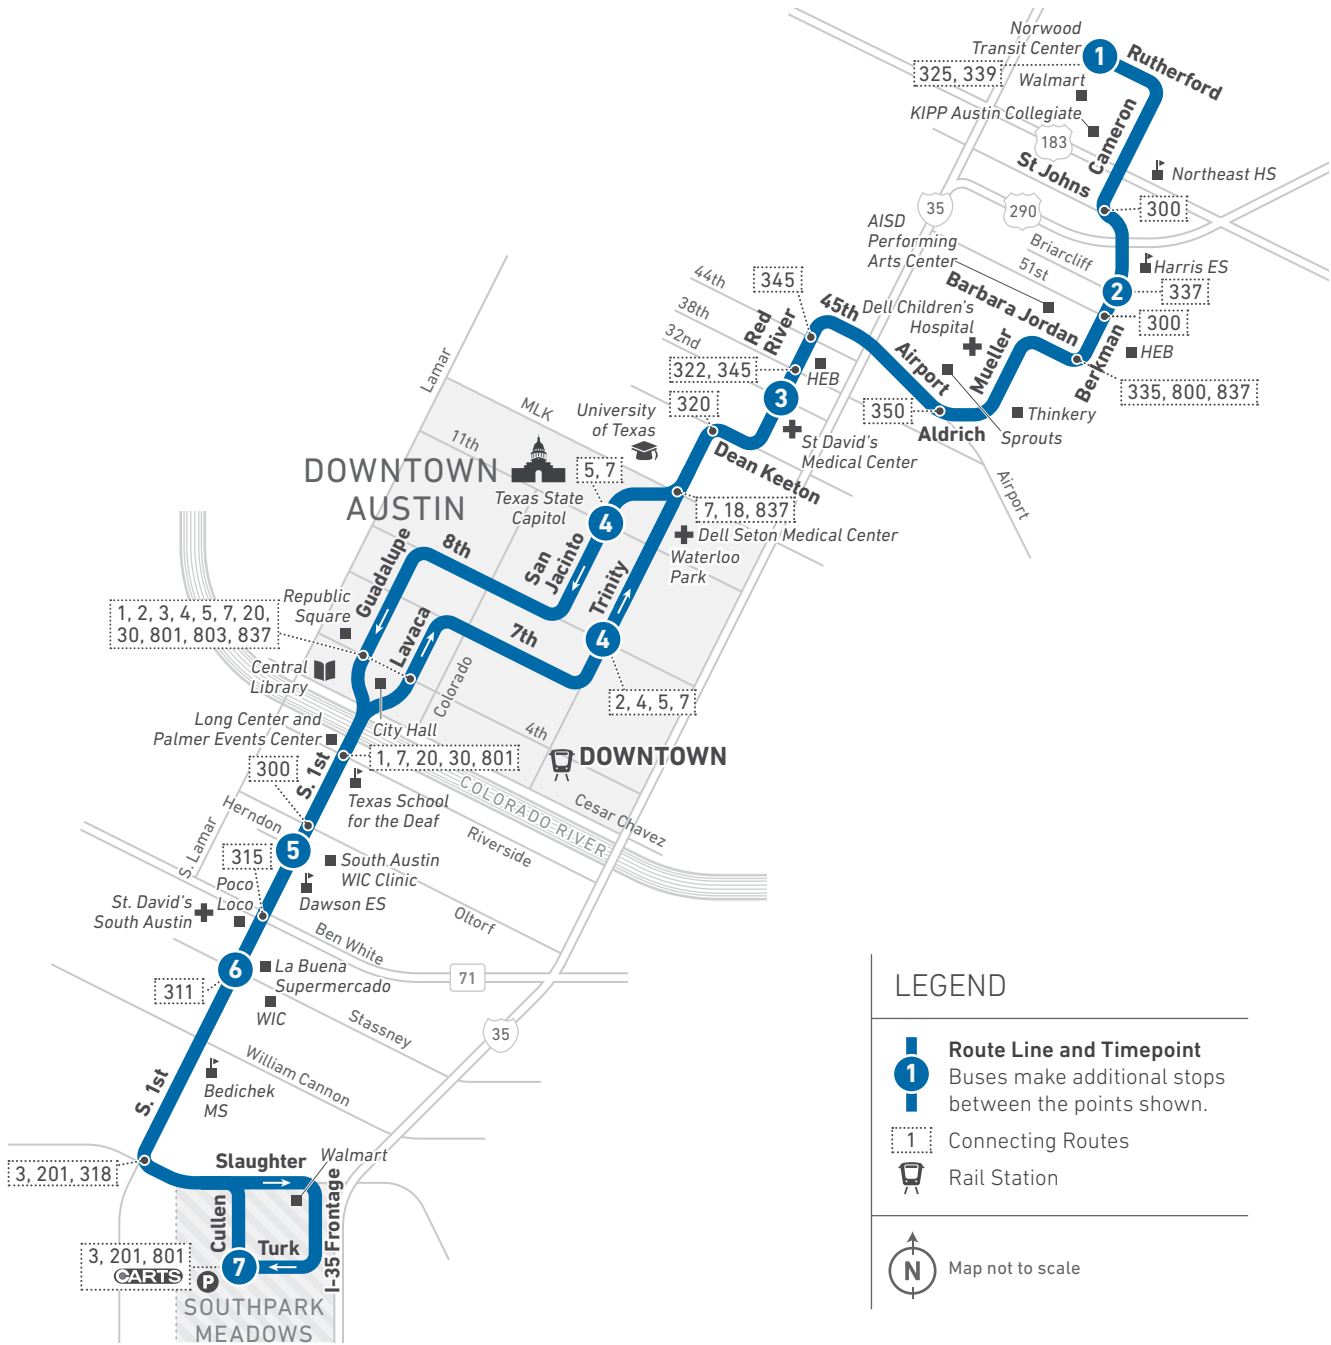 Norwood
Transit Center
1
Rutherford
325, 339
Walmart
KIPP Austin Collegiate
Cameron
183
St Johns
Northeast HS
300
35
290
AISD
Performing
Arts Center
Briarcliff
51st
Harris ES
2
337
Barbara Jordan
300
44th
345
45th
Dell Children's
Hospital
38th
Red
River
32nd
Airport
Mueller
Berkman
HEB
Lamar
322, 345
HEB
335, 800, 837
3
320
350
Thinkery
MLK
University
of Texas
Aldrich
Sprouts
St David's
Medical Center
11th
Dean Keeton
DOWNTOWN
AUSTIN
5, 7
Texas State
Capitol
Airport
7, 18, 837
4
Dell Seton Medical Center
Guadalupe
8th
San
Jacinto
Waterloo
Park
Trinity
Republic
Square
1, 2, 3, 4, 5, 7, 20,
30, 801, 803, 837
Lavaca
7th
4
Central
Library
Colorado
2, 4, 5, 7
Long Center and
Palmer Events Center
City Hall
4th
1, 7, 20, 30, 801
DOWNTOWN
300
S. 1st
Texas School
for the Deaf
COLORADO RIVER
Cesar Chavez
Herndon
Riverside
S. Lamar
5
315
South Austin
WIC Clinic
Poco
Loco
Dawson ES
St. David's
South Austin
Oltorf
Ben White
6
La Buena
Supermercado
71
311
WIC
Stassney
35
William Cannon
S. 1st
Bedichek
MS
3, 201, 318
Slaughter
Walmart
Cullen
I-35 Frontage
Turk
3, 201, 801
CARTS
P
7
SOUTHPARK
MEADOWS
LEGEND
Route Line and Timepoint
1
Buses make additional stops
between the points shown.
1
Connecting Routes
Rail Station
N
Map not to scale